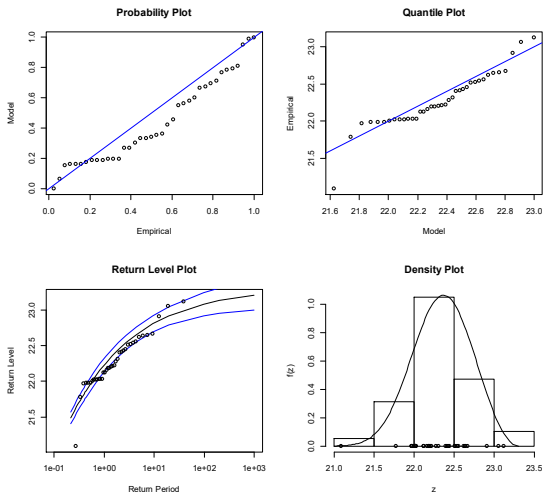 Probability Plot
Model
0.0 0.2 0.4 0.6 0.8 1.0
0.0 0.2 0.4 0.6 0.8 1.0
Empirical
Quantile Plot
Empirical
21.5 22.0 22.5 23.0
21.6 21.8 22.0 22.2 22.4 22.6 22.8 23.0
Model
Return Level Plot
Return Level
21.5 22.0 22.5 23.0
1e-01 1e+00 1e+01 1e+02 1e+03
Return Period
Density Plot
f(z)
0.0 0.2 0.4 0.6 0.8 1.0
21.0 21.5 22.0 22.5 23.0 23.5
z